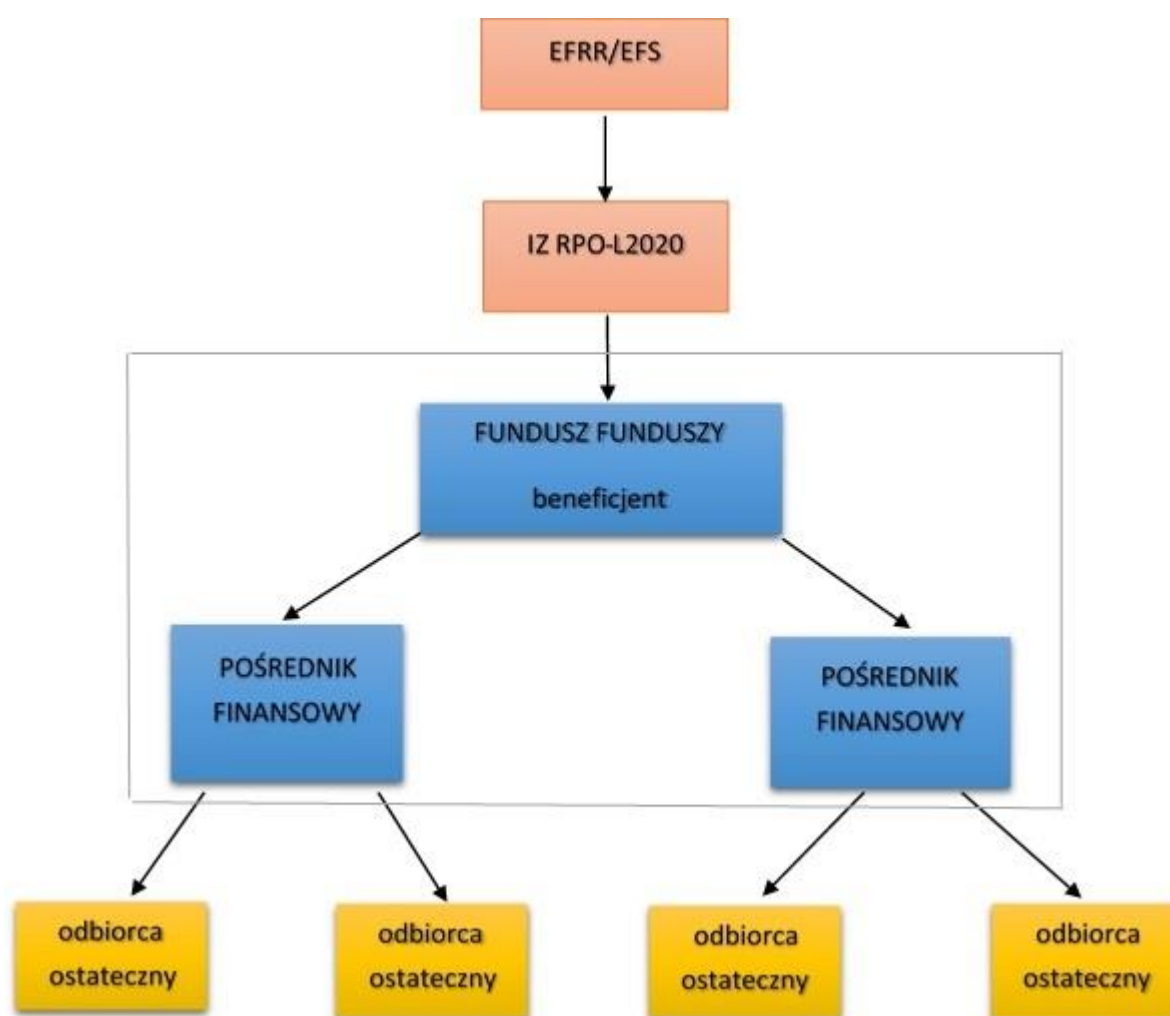 EFRR/EFS
IZ RPO-L2020
FUNDUSZ FUNDUSZY
beneficjent
POŚREDNIK
FINANSOWY
POŚREDNIK
FINANSOWY
odbiorca
ostateczny
odbiorca
ostateczny
odbiorca
ostateczny
odbiorca
ostateczny